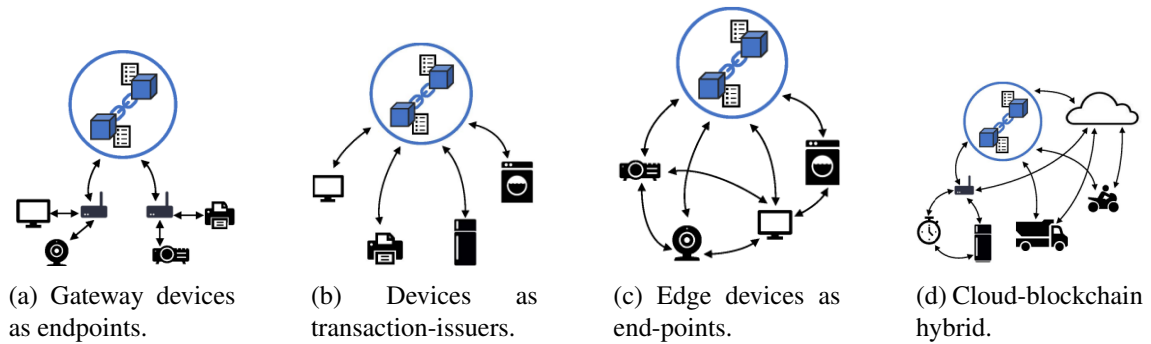 (a) Gateway devices
as endpoints.
(b) Devices as
transaction-issuers.
(c) Edge devices as
end-points.
(d) Cloud-blockchain
hybrid.